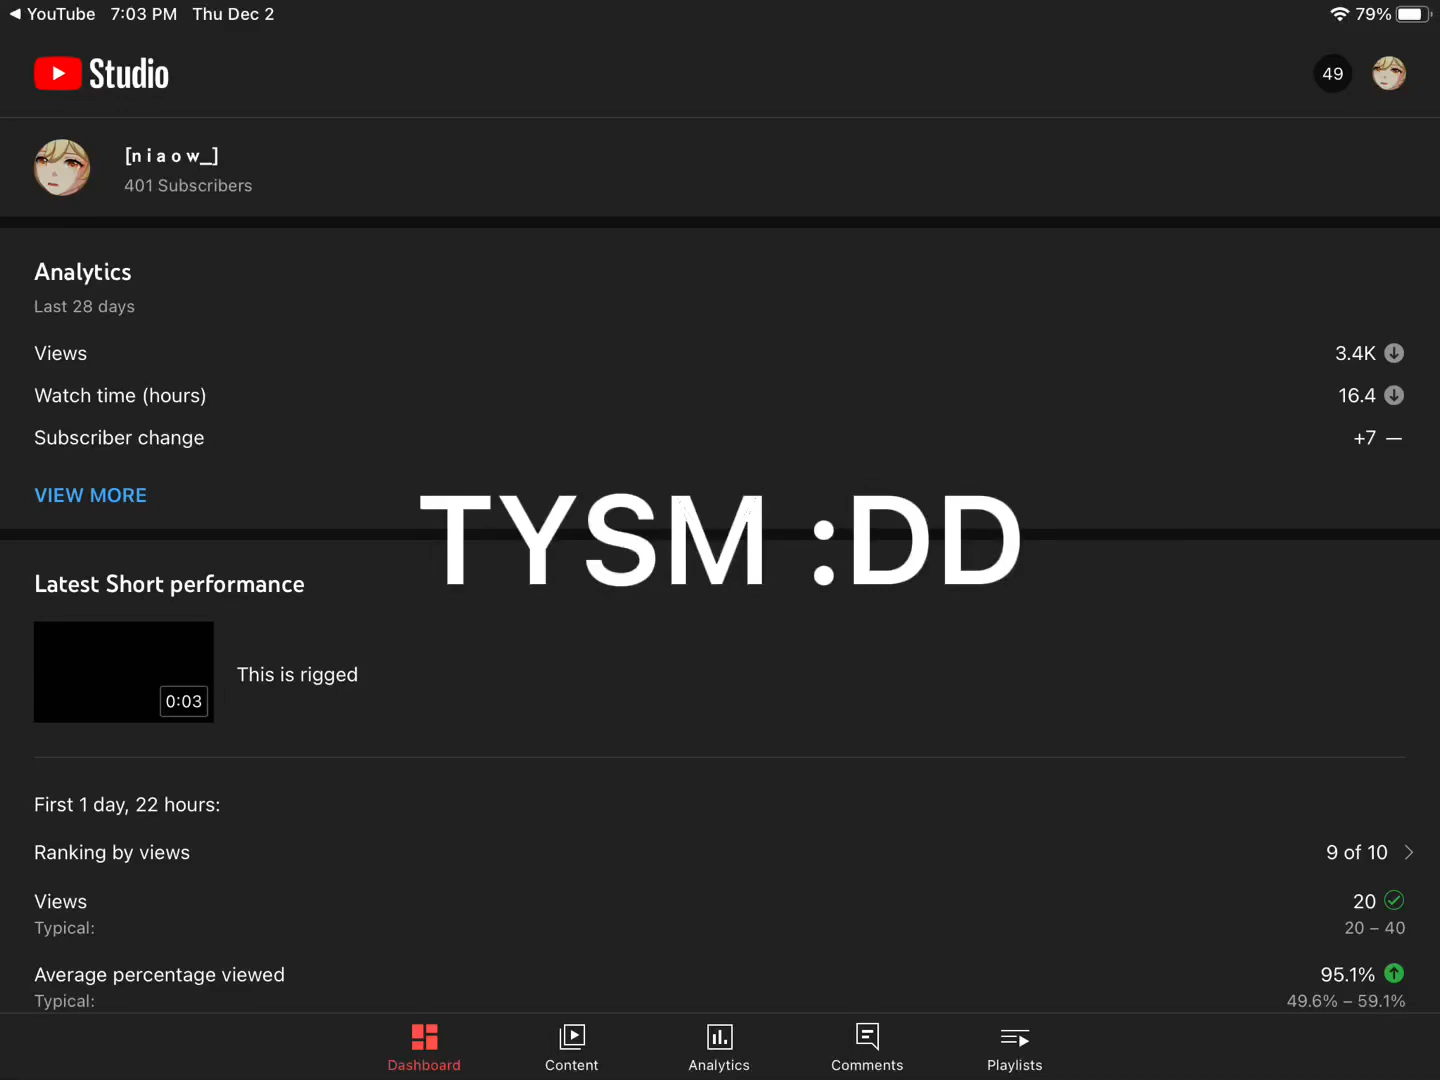 ◀ YouTube 7:03 PM Thu Dec 2 79%
Studio
49
[n i a o w_]
401 Subscribers
Analytics
Last 28 days
Views 3.4K
Watch time (hours) 16.4
Subscriber change +7 —
VIEW MORE
TYSM :DD
Latest Short performance
0:03
This is rigged
First 1 day, 22 hours:
Ranking by views 9 of 10
Views 20
Typical: 20 – 40
Average percentage viewed 95.1%
Typical: 49.6% – 59.1%
Dashboard Content Analytics Comments Playlists